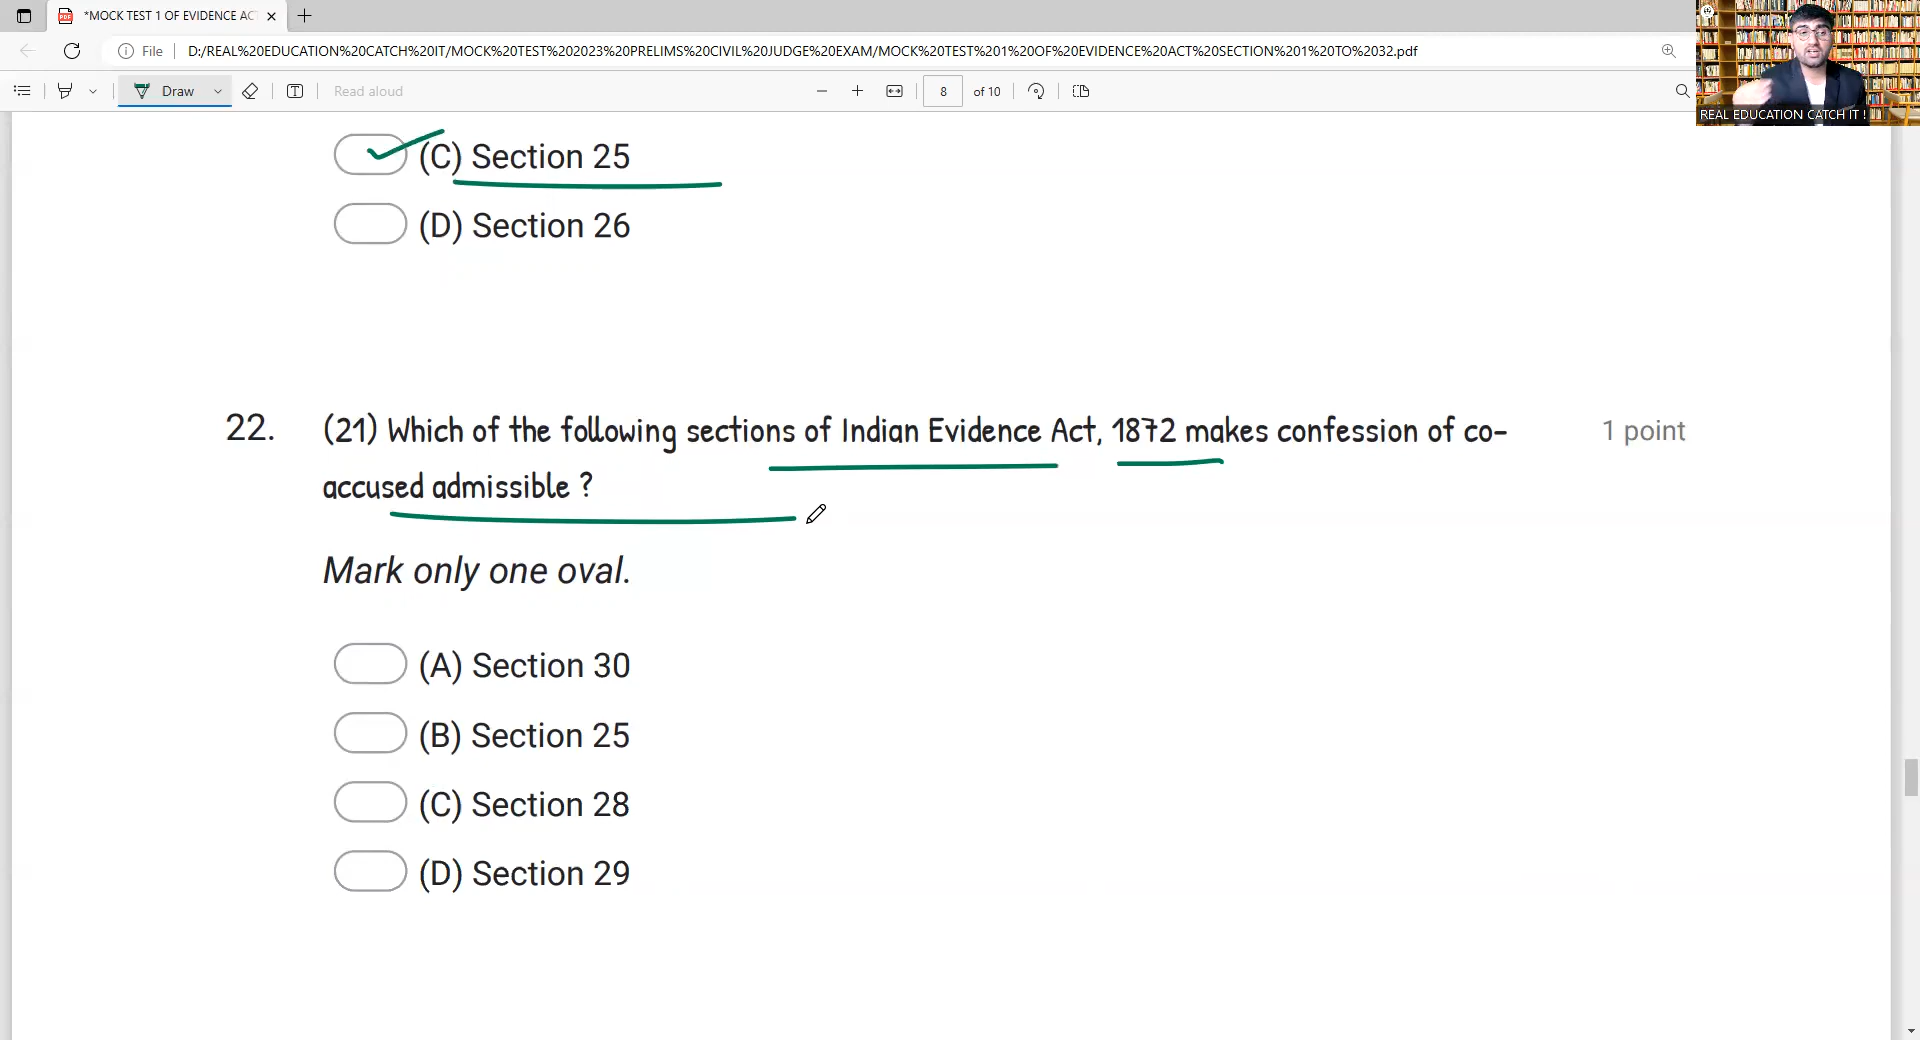 *MOCK TEST 1 OF EVIDENCE AC
File
D:/REAL%20EDUCATION%20CATCH%20IT/MOCK%20TEST%202023%20PRELIMS%20CIVIL%20JUDGE%20EXAM/MOCK%20TEST%201%20OF%20EVIDENCE%20ACT%20SECTION%201%20TO%2032.pdf
Draw
Read aloud
8 of 10
REAL EDUCATION CATCH IT !
(C) Section 25
(D) Section 26
22. (21) Which of the following sections of Indian Evidence Act, 1872 makes confession of co- 1 point
accused admissible ?
Mark only one oval.
(A) Section 30
(B) Section 25
(C) Section 28
(D) Section 29